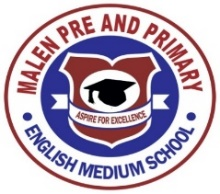 MALEN PRE AND PRIMARY
ASPIRE FOR EXCELLENCE
• ENGLISH MEDIUM SCHOOL •